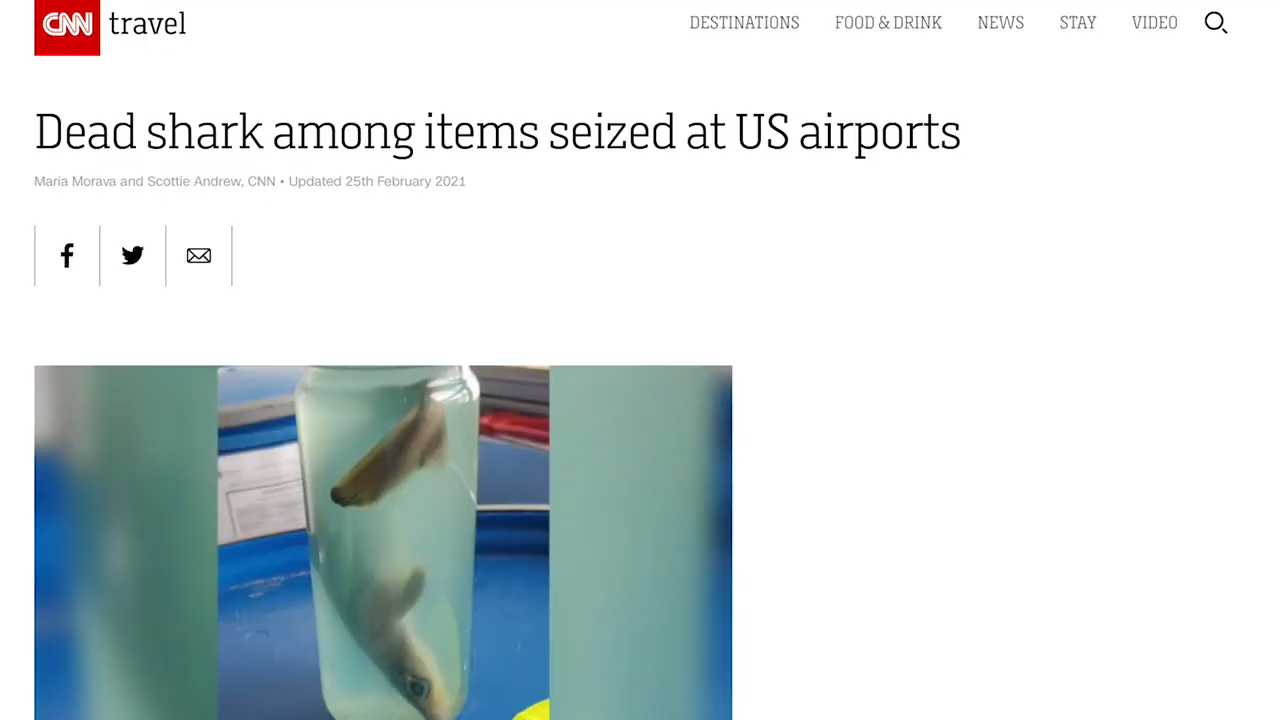 CNN travel
DESTINATIONS FOOD & DRINK NEWS STAY VIDEO
Dead shark among items seized at US airports
Maria Morava and Scottie Andrew, CNN • Updated 25th February 2021